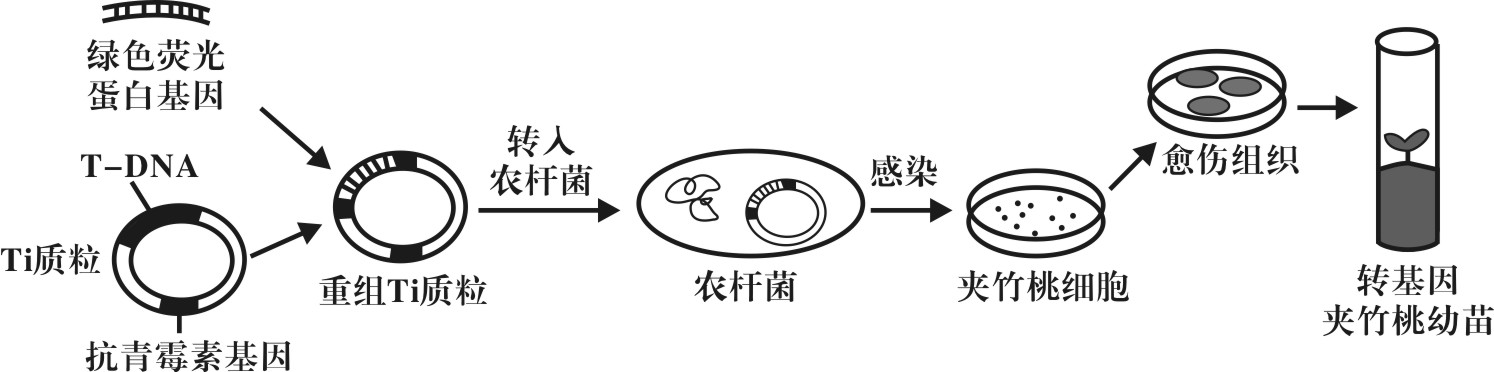 绿色荧光
蛋白基因
T-DNA
Ti质粒
抗青霉素基因
重组Ti质粒
转入
农杆菌
农杆菌
感染
夹竹桃细胞
愈伤组织
转基因
夹竹桃幼苗